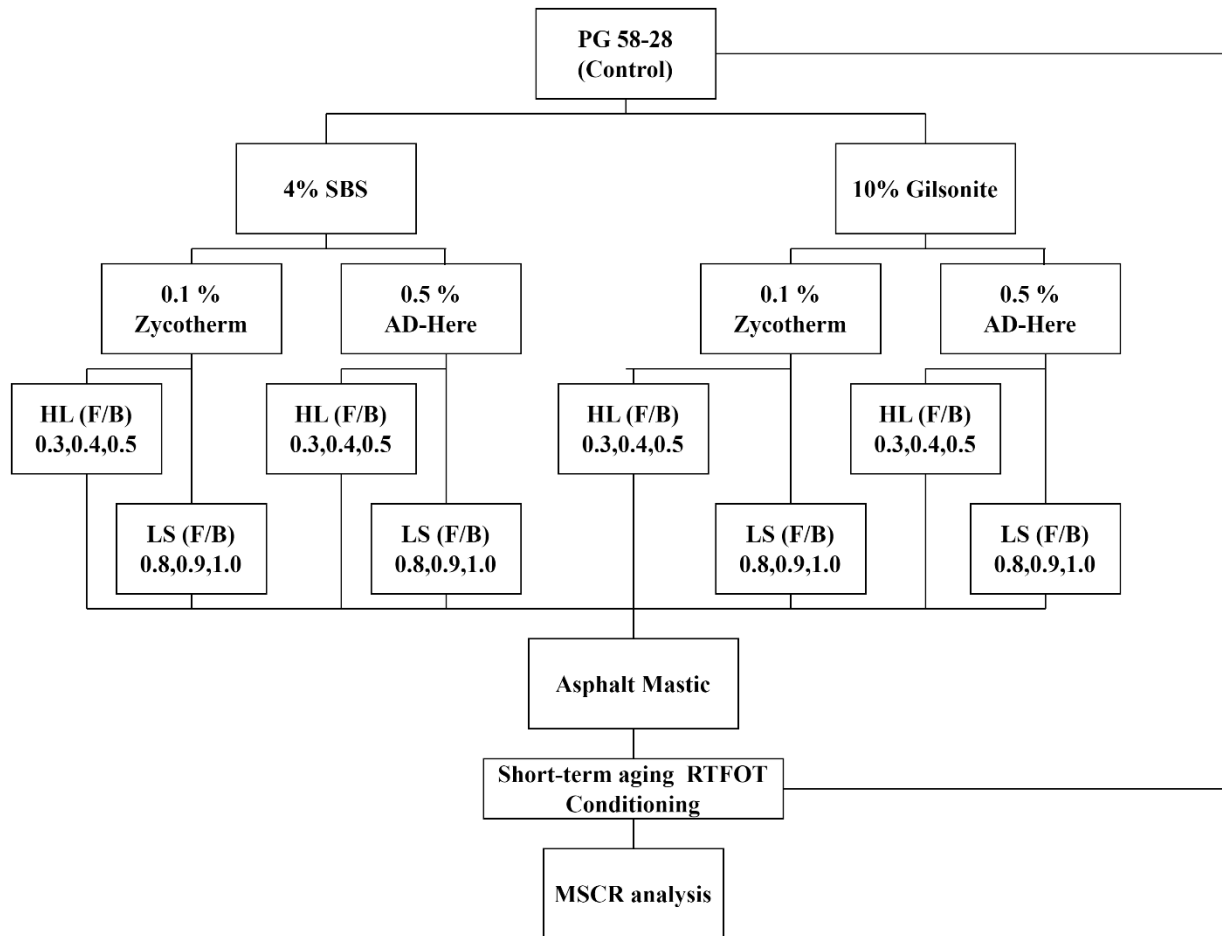 PG 58-28
(Control)
4% SBS
10% Gilsonite
0.1 %
Zycotherm
0.5 %
AD-Here
0.1 %
Zycotherm
0.5 %
AD-Here
HL (F/B)
0.3,0.4,0.5
HL (F/B)
0.3,0.4,0.5
HL (F/B)
0.3,0.4,0.5
HL (F/B)
0.3,0.4,0.5
LS (F/B)
0.8,0.9,1.0
LS (F/B)
0.8,0.9,1.0
LS (F/B)
0.8,0.9,1.0
LS (F/B)
0.8,0.9,1.0
Asphalt Mastic
Short-term aging RTFOT
Conditioning
MSCR analysis